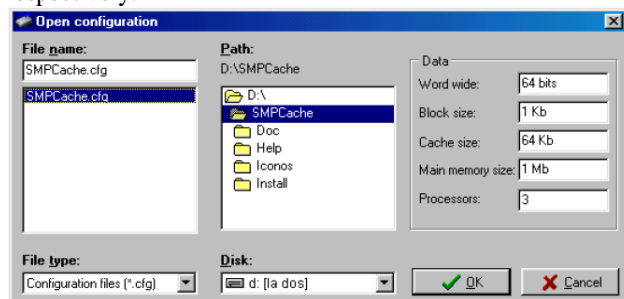 Open configuration
File name:
SMPCache.cfg
SMPCache.cfg
File type:
Configuration files (*.cfg)
Path:
D:\SMPCache
D:\
SMPCache
Doc
Help
Iconos
Install
Disk:
d: [la dos]
Data
Word wide: 64 bits
Block size: 1 Kb
Cache size: 64 Kb
Main memory size: 1 Mb
Processors: 3
OK
Cancel